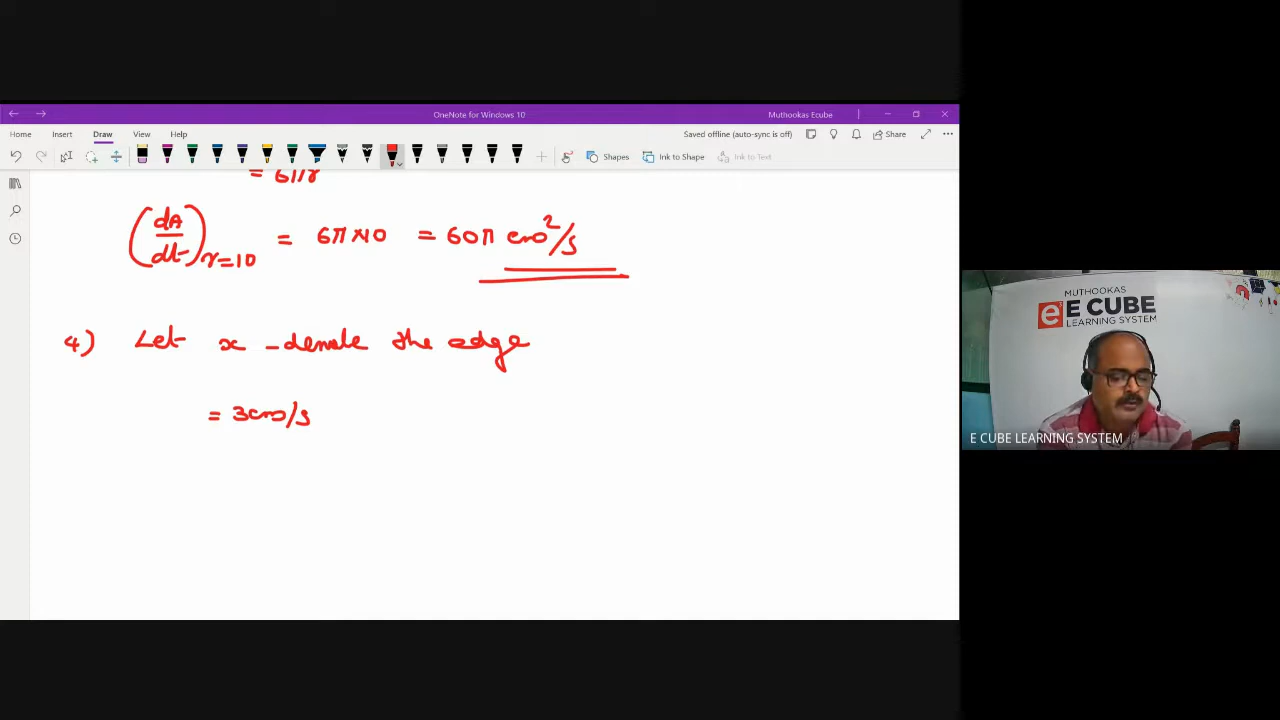 OneNote for Windows 10
Muthookas Ecube
Home Insert Draw View Help
Saved offline (auto-sync is off)
Share
Shapes
Ink to Shape
Ink to Text
= 6πr
(dA/dt)r=10 = 6π×10 = 60π cm²/s
4) Let x denote the edge
= 3cm/s
MUTHOOKAS
e³ E CUBE
LEARNING SYSTEM
E CUBE LEARNING SYSTEM